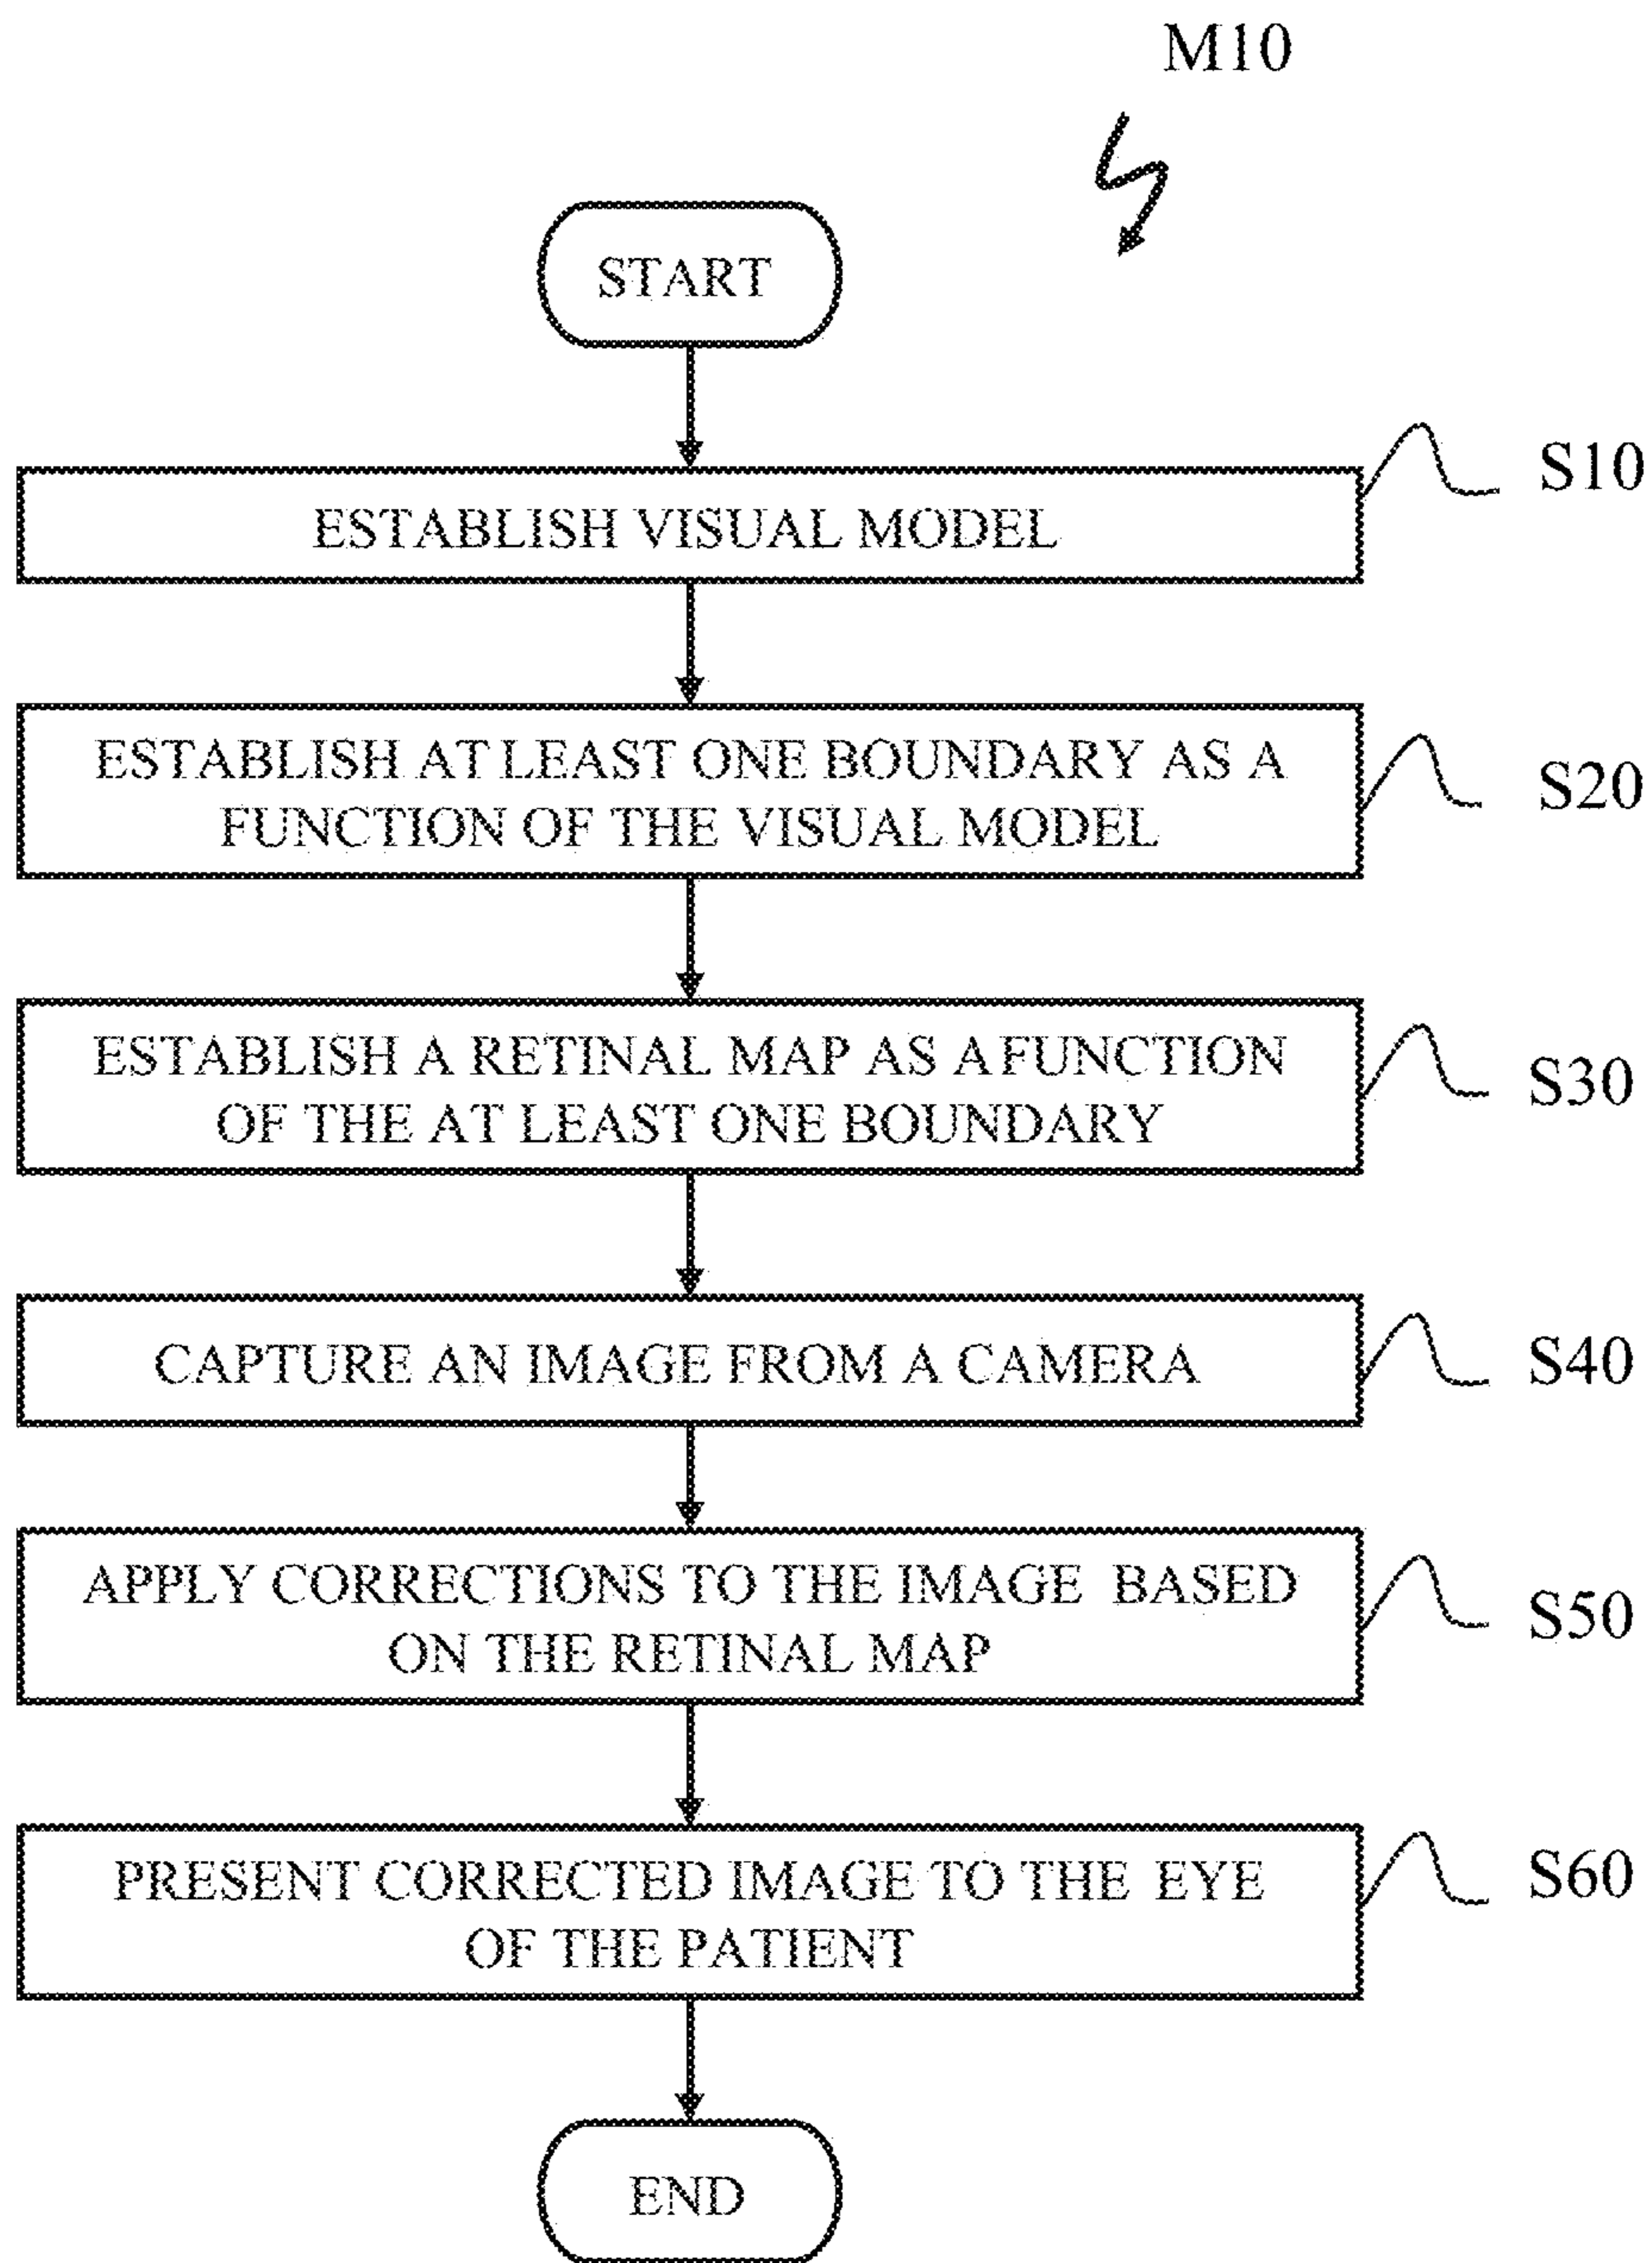 M10
START
ESTABLISH VISUAL MODEL
S10
ESTABLISH AT LEAST ONE BOUNDARY AS A
FUNCTION OF THE VISUAL MODEL
S20
ESTABLISH A RETINAL MAP AS A FUNCTION
OF THE AT LEAST ONE BOUNDARY
S30
CAPTURE AN IMAGE FROM A CAMERA
S40
APPLY CORRECTIONS TO THE IMAGE BASED
ON THE RETINAL MAP
S50
PRESENT CORRECTED IMAGE TO THE EYE
OF THE PATIENT
S60
END